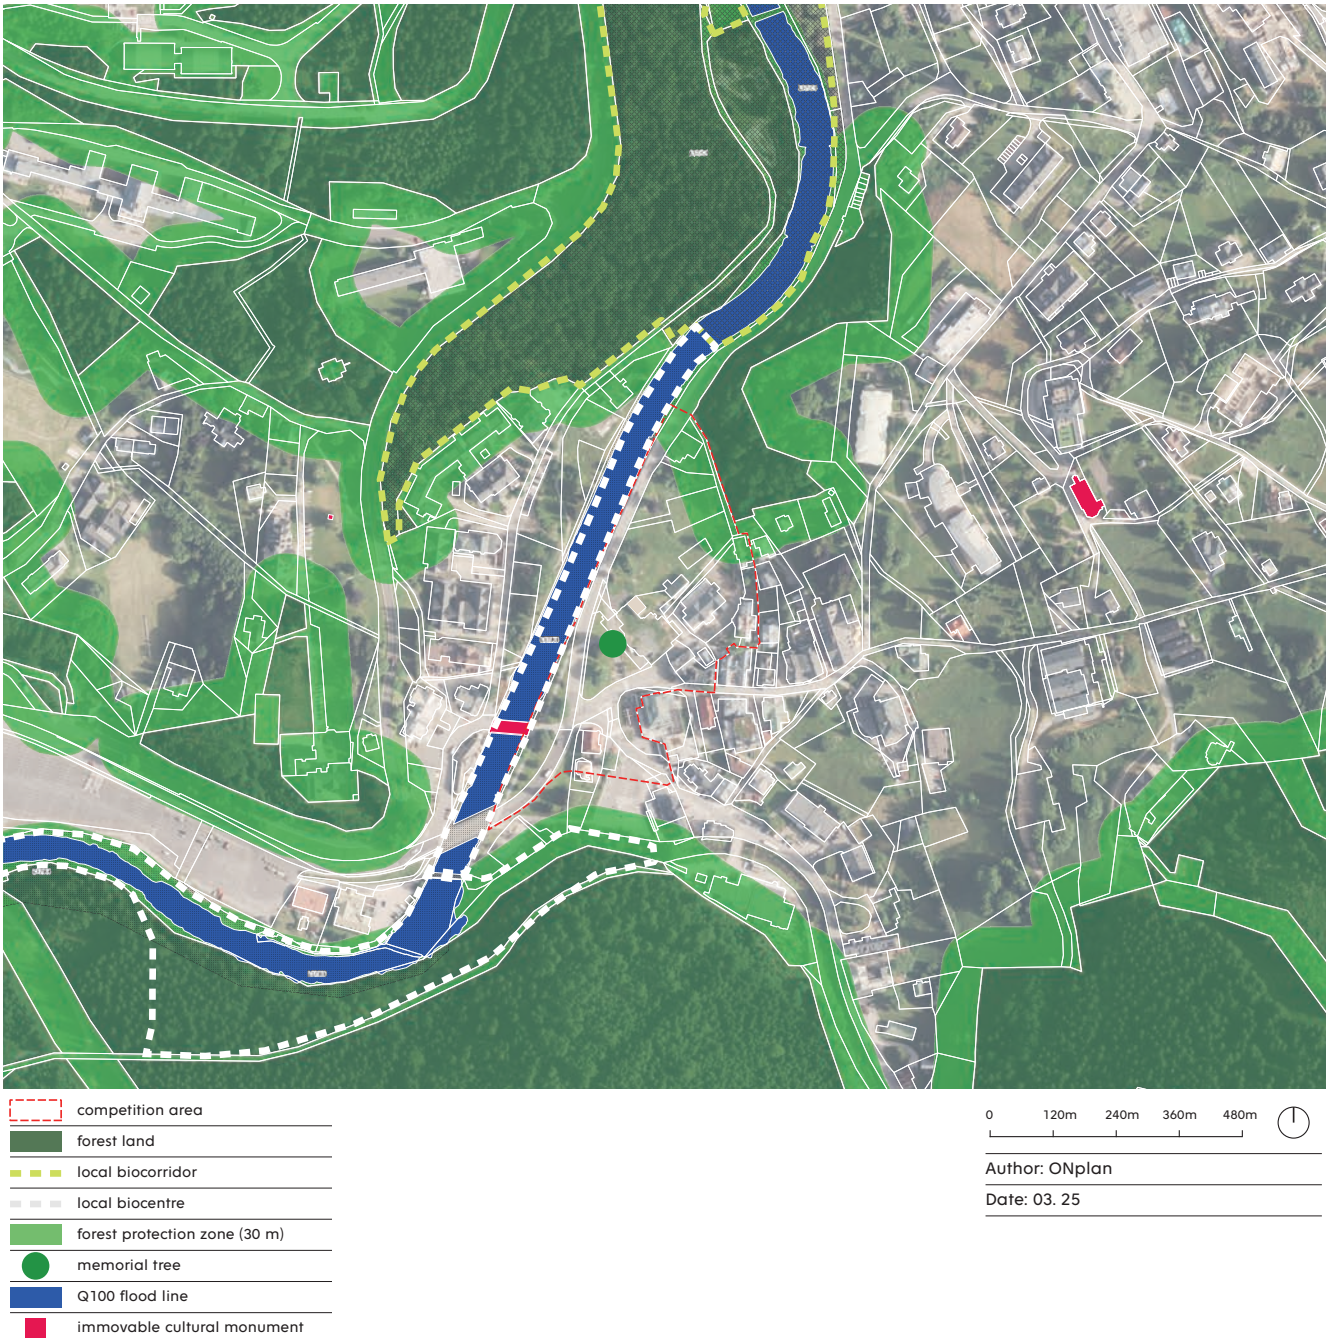 competition area
forest land
local biocorridor
local biocentre
forest protection zone (30 m)
memorial tree
Q100 flood line
immovable cultural monument
0 120m 240m 360m 480m
Author: ONplan
Date: 03. 25